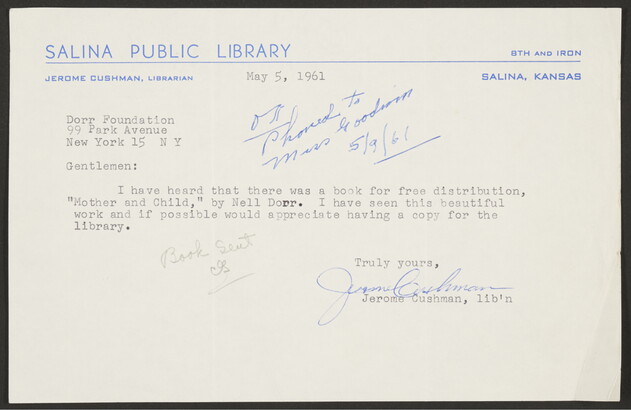 SALINA PUBLIC LIBRARY
8TH AND IRON
JEROME CUSHMAN, LIBRARIAN
May 5, 1961
SALINA, KANSAS
Dorr Foundation
99 Park Avenue
New York 15 N Y
Phoned to
Miss Goodwin
5/9/61
Gentlemen:
I have heard that there was a book for free distribution,
"Mother and Child," by Nell Dorr. I have seen this beautiful
work and if possible would appreciate having a copy for the
library.
Book Sent
Truly yours,
Jerome Cushman
Jerome Cushman, lib'n